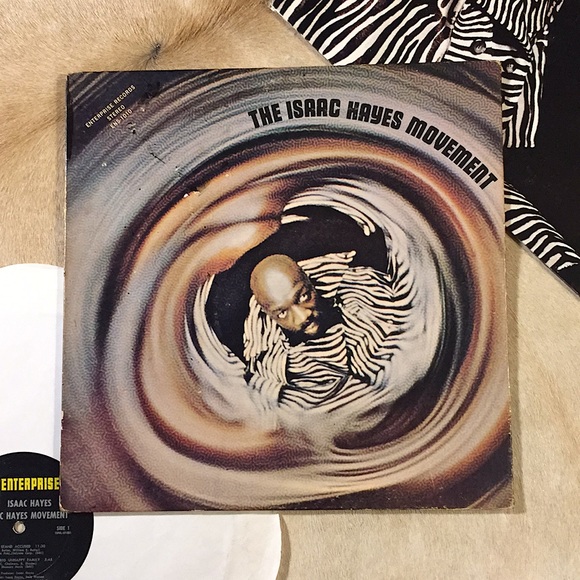 ENTERPRISE RECORDS
STEREO
ENS-1010
THE ISAAC HAYES MOVEMENT
ENTERPRISE
ISAAC HAYES
C HAYES MOVEMENT
SIDE 1